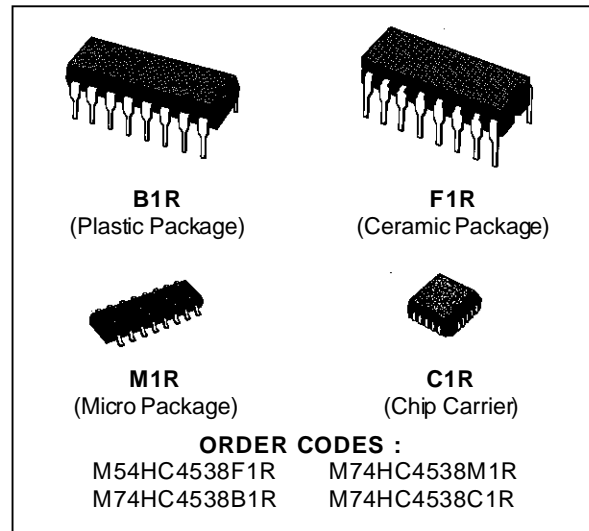 B1R
(Plastic Package)
F1R
(Ceramic Package)
M1R
(Micro Package)
C1R
(Chip Carrier)
ORDER CODES :
M54HC4538F1R M74HC4538M1R
M74HC4538B1R M74HC4538C1R